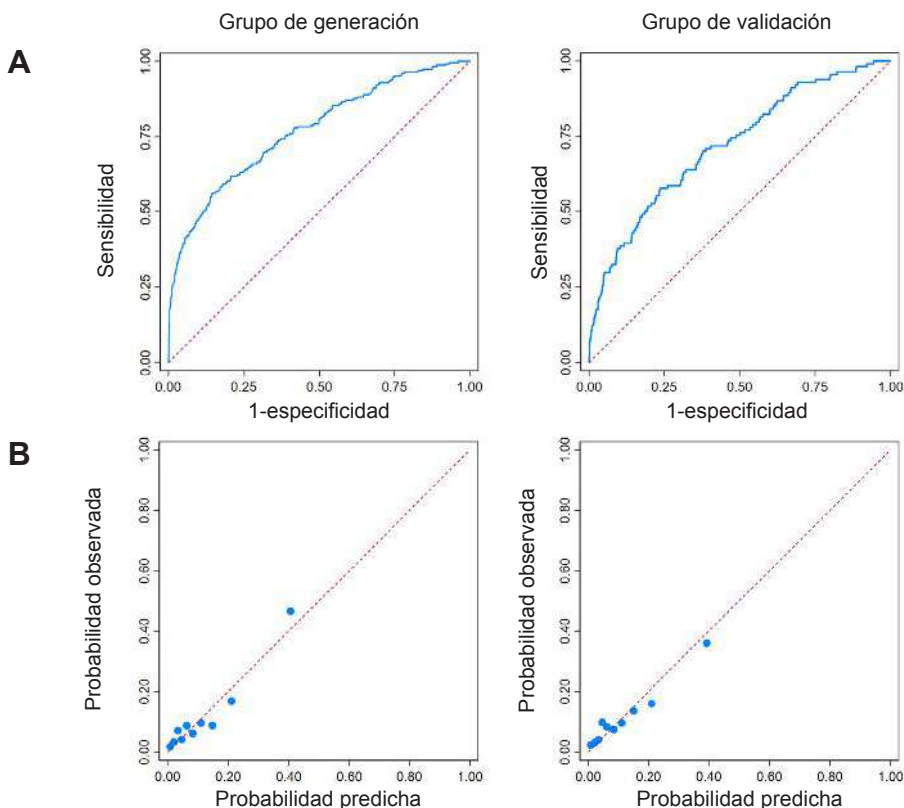 Grupo de generación
Grupo de validación
A
1.00
0.75
0.50
0.25
0.00
Sensibilidad
0.00 0.25 0.50 0.75 1.00
1-especificidad
1.00
0.75
0.50
0.25
0.00
Sensibilidad
0.00 0.25 0.50 0.75 1.00
1-especificidad
B
1.00
0.80
0.60
0.40
0.20
0.00
Probabilidad observada
0.00 0.20 0.40 0.60 0.80 1.00
Probabilidad predicha
1.00
0.80
0.60
0.40
0.20
0.00
Probabilidad observada
0.00 0.20 0.40 0.60 0.80 1.00
Probabilidad predicha